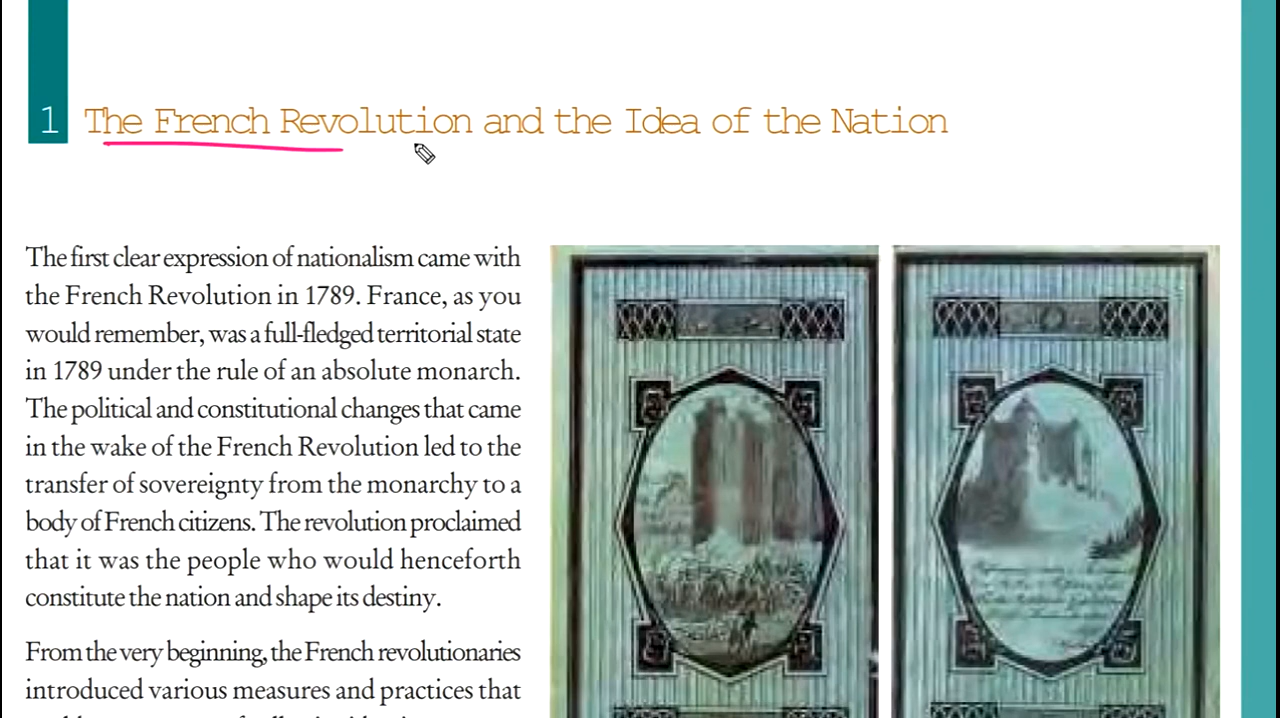 1 The French Revolution and the Idea of the Nation
The first clear expression of nationalism came with
the French Revolution in 1789. France, as you
would remember, was a full-fledged territorial state
in 1789 under the rule of an absolute monarch.
The political and constitutional changes that came
in the wake of the French Revolution led to the
transfer of sovereignty from the monarchy to a
body of French citizens. The revolution proclaimed
that it was the people who would henceforth
constitute the nation and shape its destiny.
From the very beginning, the French revolutionaries
introduced various measures and practices that